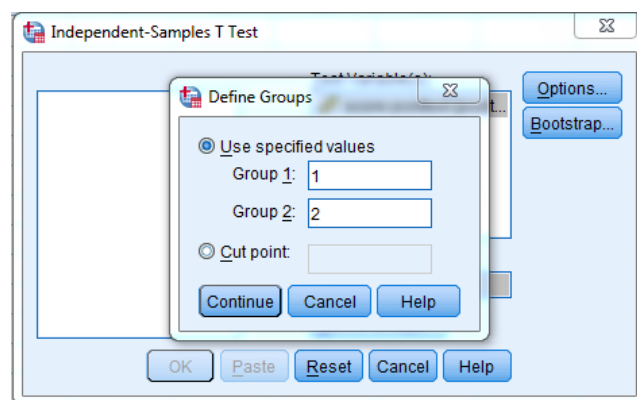 Independent-Samples T Test
Define Groups
Options...
Bootstrap...
Use specified values
Group 1: 1
Group 2: 2
Cut point:
Continue Cancel Help
OK Paste Reset Cancel Help